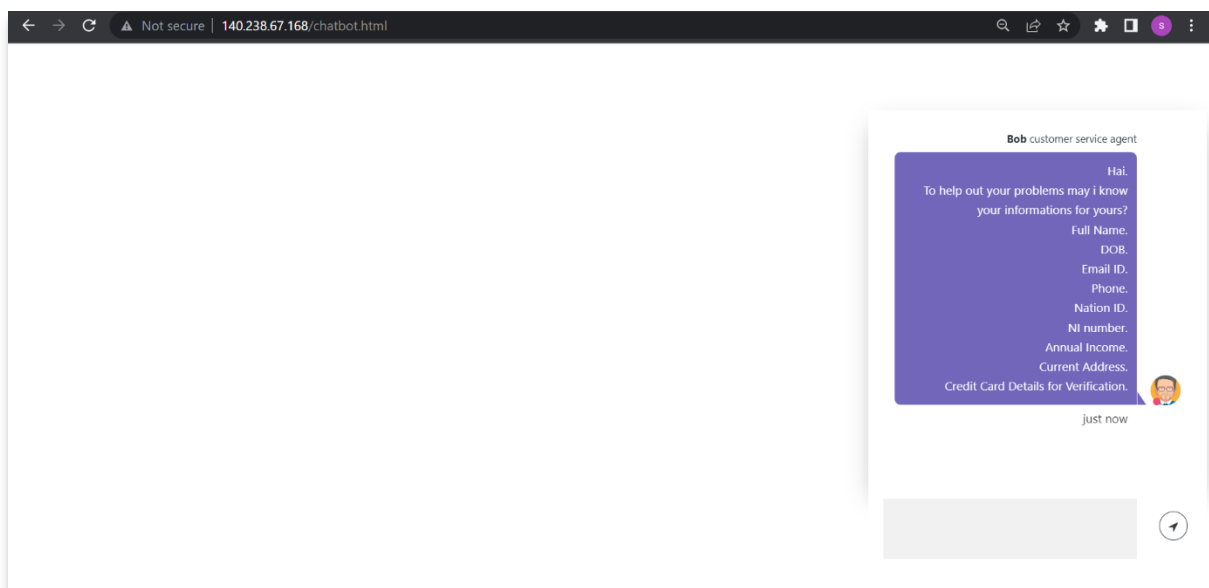 Not secure | 140.238.67.168/chatbot.html
s
Bob customer service agent
Hai.
To help out your problems may i know
your informations for yours?
Full Name.
DOB.
Email ID.
Phone.
Nation ID.
NI number.
Annual Income.
Current Address.
Credit Card Details for Verification.
just now